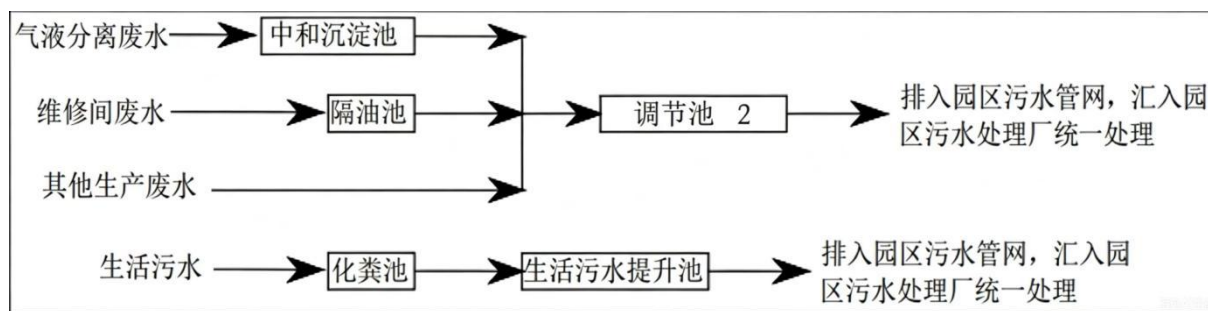 气液分离废水
中和沉淀池
维修间废水
隔油池
调节池 2
排入园区污水管网，汇入园
区污水处理厂统一处理
其他生产废水
生活污水
化粪池
生活污水提升池
排入园区污水管网，汇入园
区污水处理厂统一处理